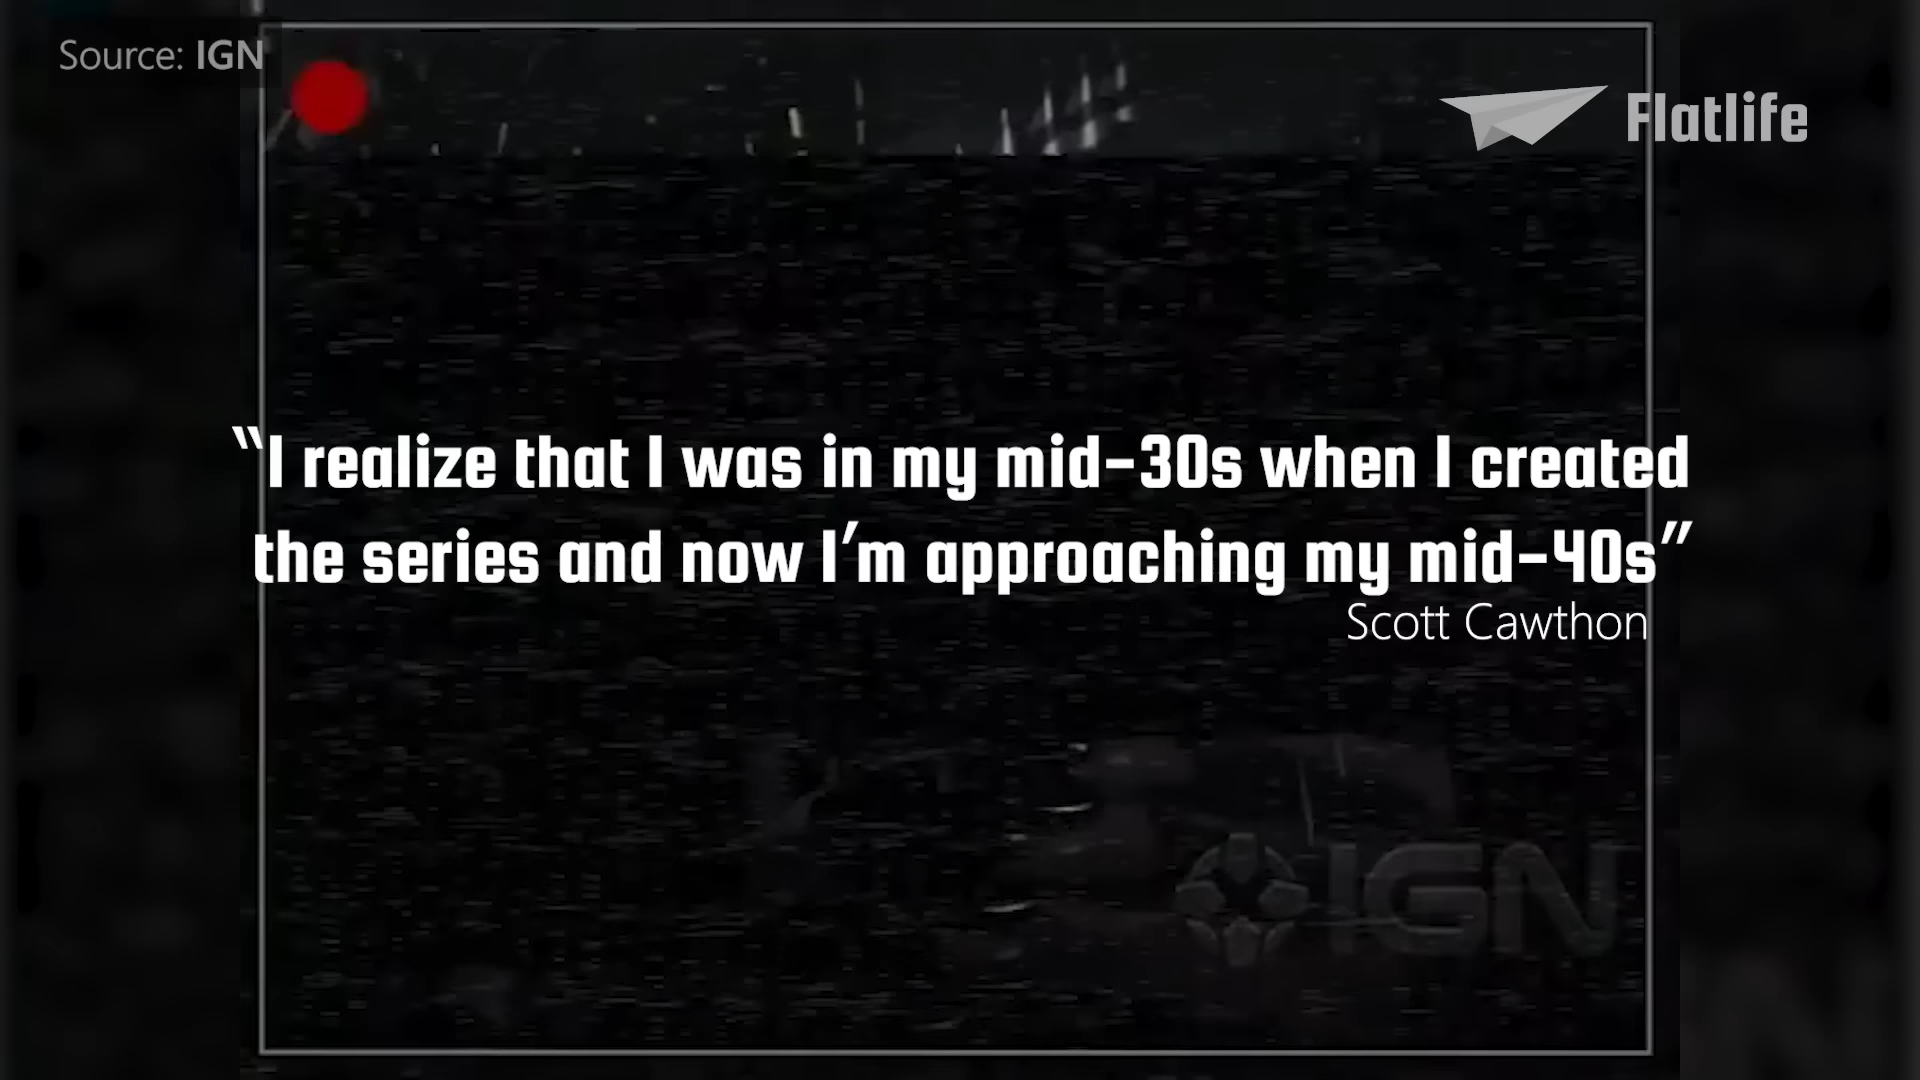 Source: IGN
Flatlife
“I realize that I was in my mid-30s when I created
the series and now I’m approaching my mid-40s”
Scott Cawthon
IGN